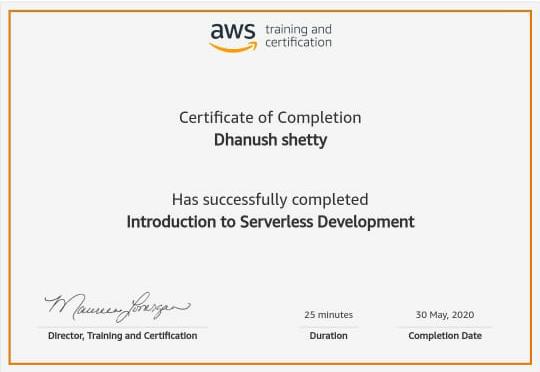 aws training and
certification
Certificate of Completion
Dhanush shetty
Has successfully completed
Introduction to Serverless Development
Maureen Lonergan
25 minutes
30 May, 2020
Director, Training and Certification
Duration
Completion Date